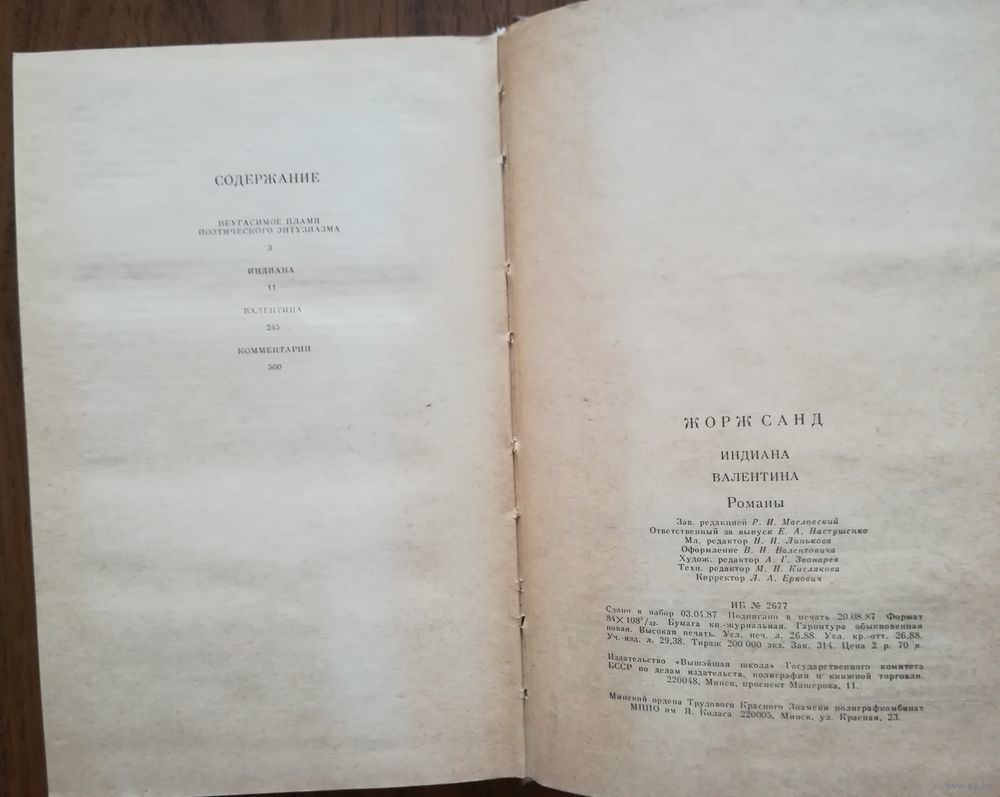 СОДЕРЖАНИЕ
НЕУГАСИМОЕ ПЛАМЯ
ПОЭТИЧЕСКОГО ЭНТУЗИАЗМА
3
ИНДИАНА
11
ВАЛЕНТИНА
245
КОММЕНТАРИИ
500
ЖОРЖ САНД
ИНДИАНА
ВАЛЕНТИНА
Романы
Зав. редакцией Р. И. Масловский
Ответственный за выпуск Е. А. Настушенко
Мл. редактор Н. Н. Липькова
Оформление В. Н. Валентовича
Худож. редактор А. Г. Звонарев
Техн. редактор М. Н. Кислякова
Корректор Л. А. Еркович
ИБ № 2677
Сдано в набор 03.04.87 Подписано в печать 20.08.87 Формат
84×108¹/₃₂. Бумага кн.-журнальная. Гарнитура обыкновенная
новая. Высокая печать. Усл. печ. л. 26,88. Усл. кр.-отт. 26,88.
Уч.-изд. л. 29,38. Тираж 200 000 экз. Зак. 314. Цена 2 р. 70 к.
Издательство «Вышэйшая школа» Государственного комитета
БССР по делам издательств, полиграфии и книжной торговли.
220048, Минск, проспект Машерова, 11.
Минский ордена Трудового Красного Знамени полиграфкомбинат
МППО им Я. Коласа 220005, Минск, ул. Красная, 23.
www.ay.by